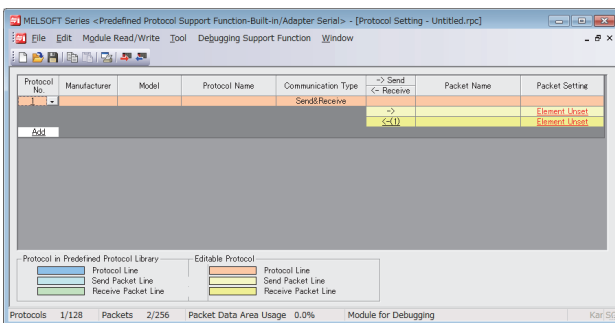 MELSOFT Series <Predefined Protocol Support Function-Built-in/Adapter Serial> - [Protocol Setting - Untitled.rpc]
File Edit Module Read/Write Tool Debugging Support Function Window
Protocol No. Manufacturer Model Protocol Name Communication Type -> Send <- Receive Packet Name Packet Setting
1 Send&Receive
-> Element Unset
<-(1) Element Unset
Add
Protocol in Predefined Protocol Library
Protocol Line
Send Packet Line
Receive Packet Line
Editable Protocol
Protocol Line
Send Packet Line
Receive Packet Line
Protocols 1/128 Packets 2/256 Packet Data Area Usage 0.0% Module for Debugging